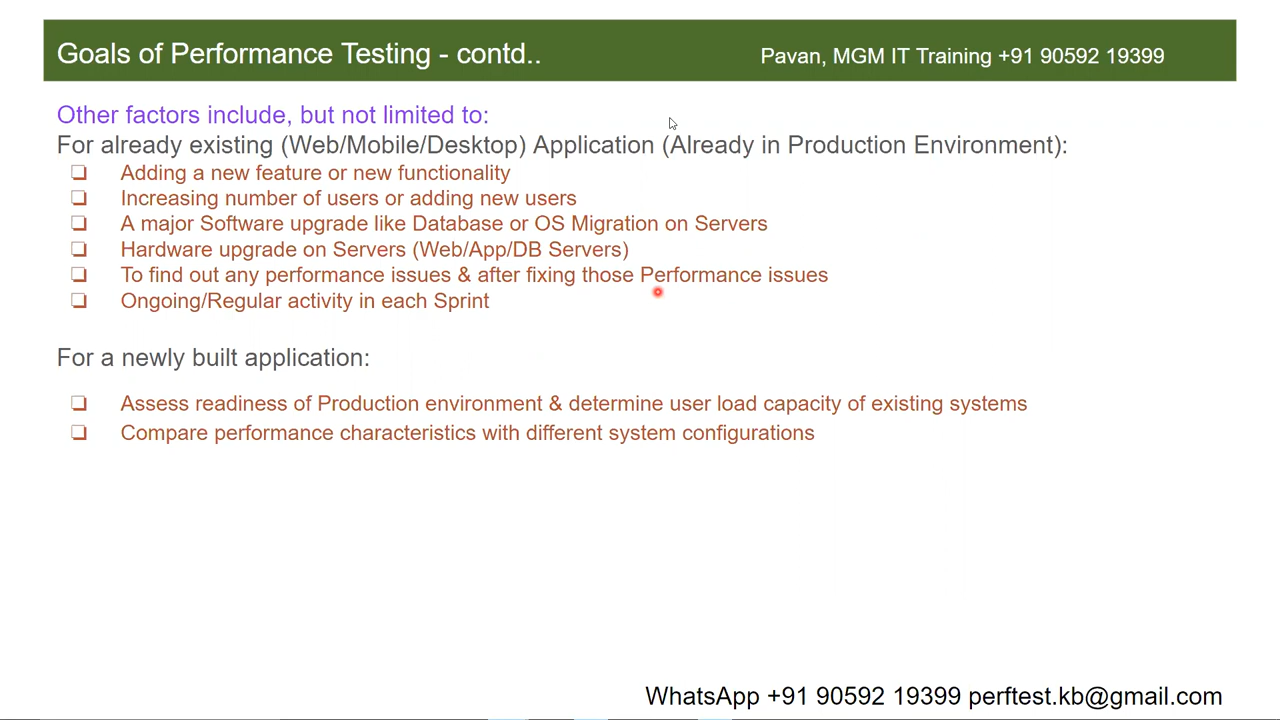 Goals of Performance Testing - contd..
Pavan, MGM IT Training +91 90592 19399
Other factors include, but not limited to:
For already existing (Web/Mobile/Desktop) Application (Already in Production Environment):
❑ Adding a new feature or new functionality
❑ Increasing number of users or adding new users
❑ A major Software upgrade like Database or OS Migration on Servers
❑ Hardware upgrade on Servers (Web/App/DB Servers)
❑ To find out any performance issues & after fixing those Performance issues
❑ Ongoing/Regular activity in each Sprint
For a newly built application:
❑ Assess readiness of Production environment & determine user load capacity of existing systems
❑ Compare performance characteristics with different system configurations
WhatsApp +91 90592 19399 perftest.kb@gmail.com